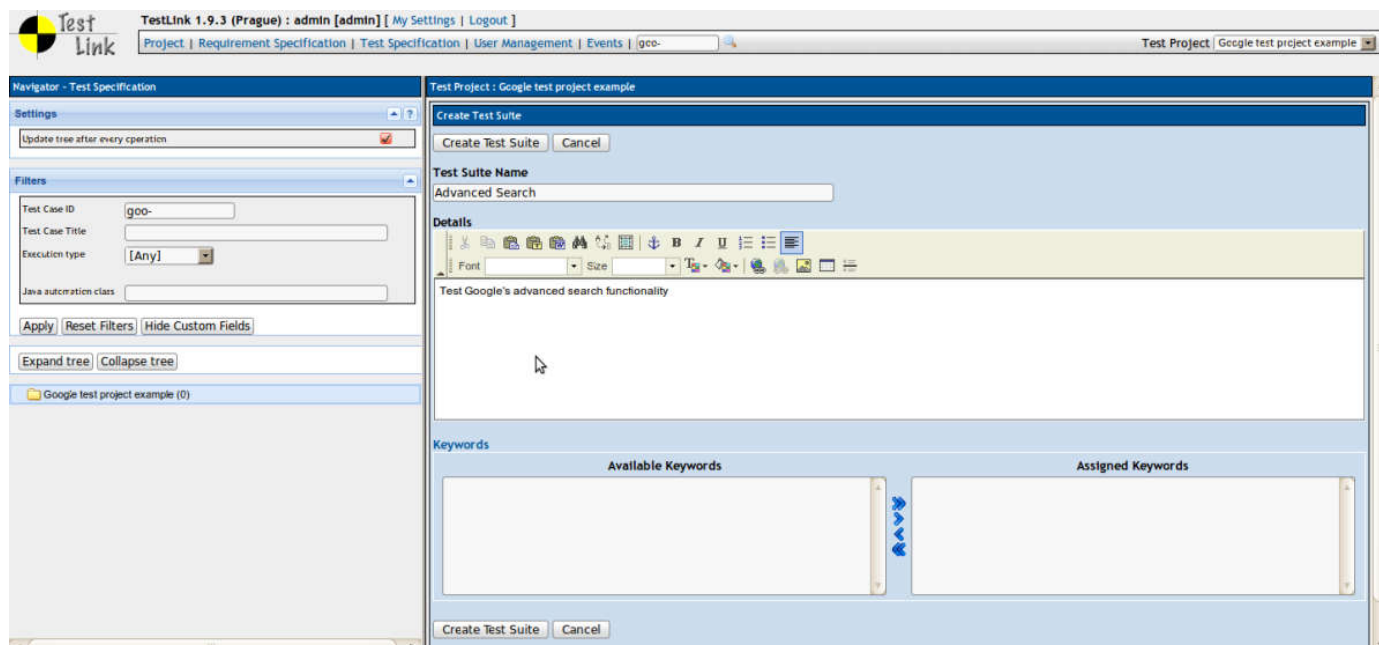 Test Link
TestLink 1.9.3 (Prague) : admin [admin] [ My Settings | Logout ]
Project | Requirement Specification | Test Specification | User Management | Events | goo-
Test Project Google test project example
Navigator - Test Specification
Settings
?
Update tree after every operation
Filters
Test Case ID goo-
Test Case Title
Execution type [Any]
Java automation class
Apply Reset Filters Hide Custom Fields
Expand tree Collapse tree
Google test project example (0)
Test Project : Google test project example
Create Test Suite
Create Test Suite Cancel
Test Suite Name
Advanced Search
Details
B I U
Font Size
Test Google's advanced search functionality
Keywords
Available Keywords Assigned Keywords
Create Test Suite Cancel